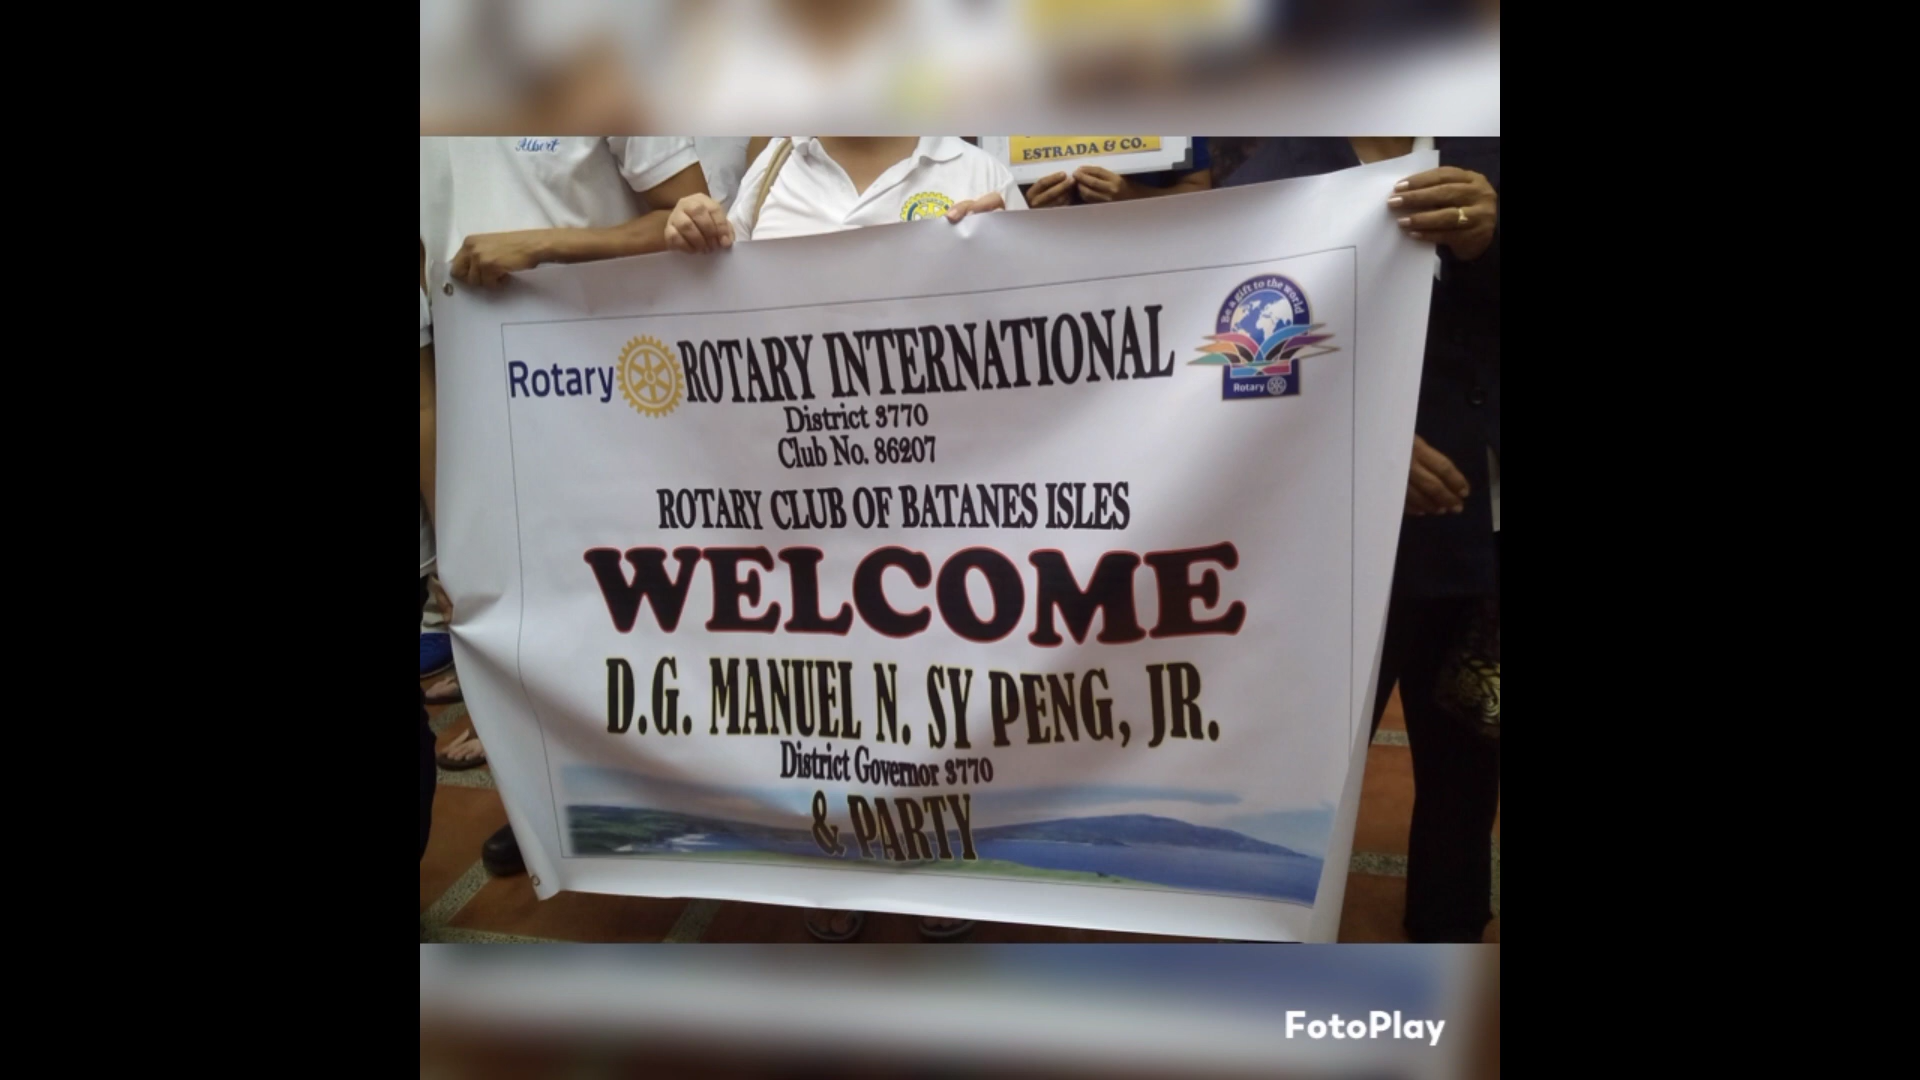 Albert
ESTRADA & CO.
Rotary
ROTARY INTERNATIONAL
Be a gift to the world
Rotary
District 3770
Club No. 86207
ROTARY CLUB OF BATANES ISLES
WELCOME
D.G. MANUEL N. SY PENG, JR.
District Governor 3770
& PARTY
FotoPlay